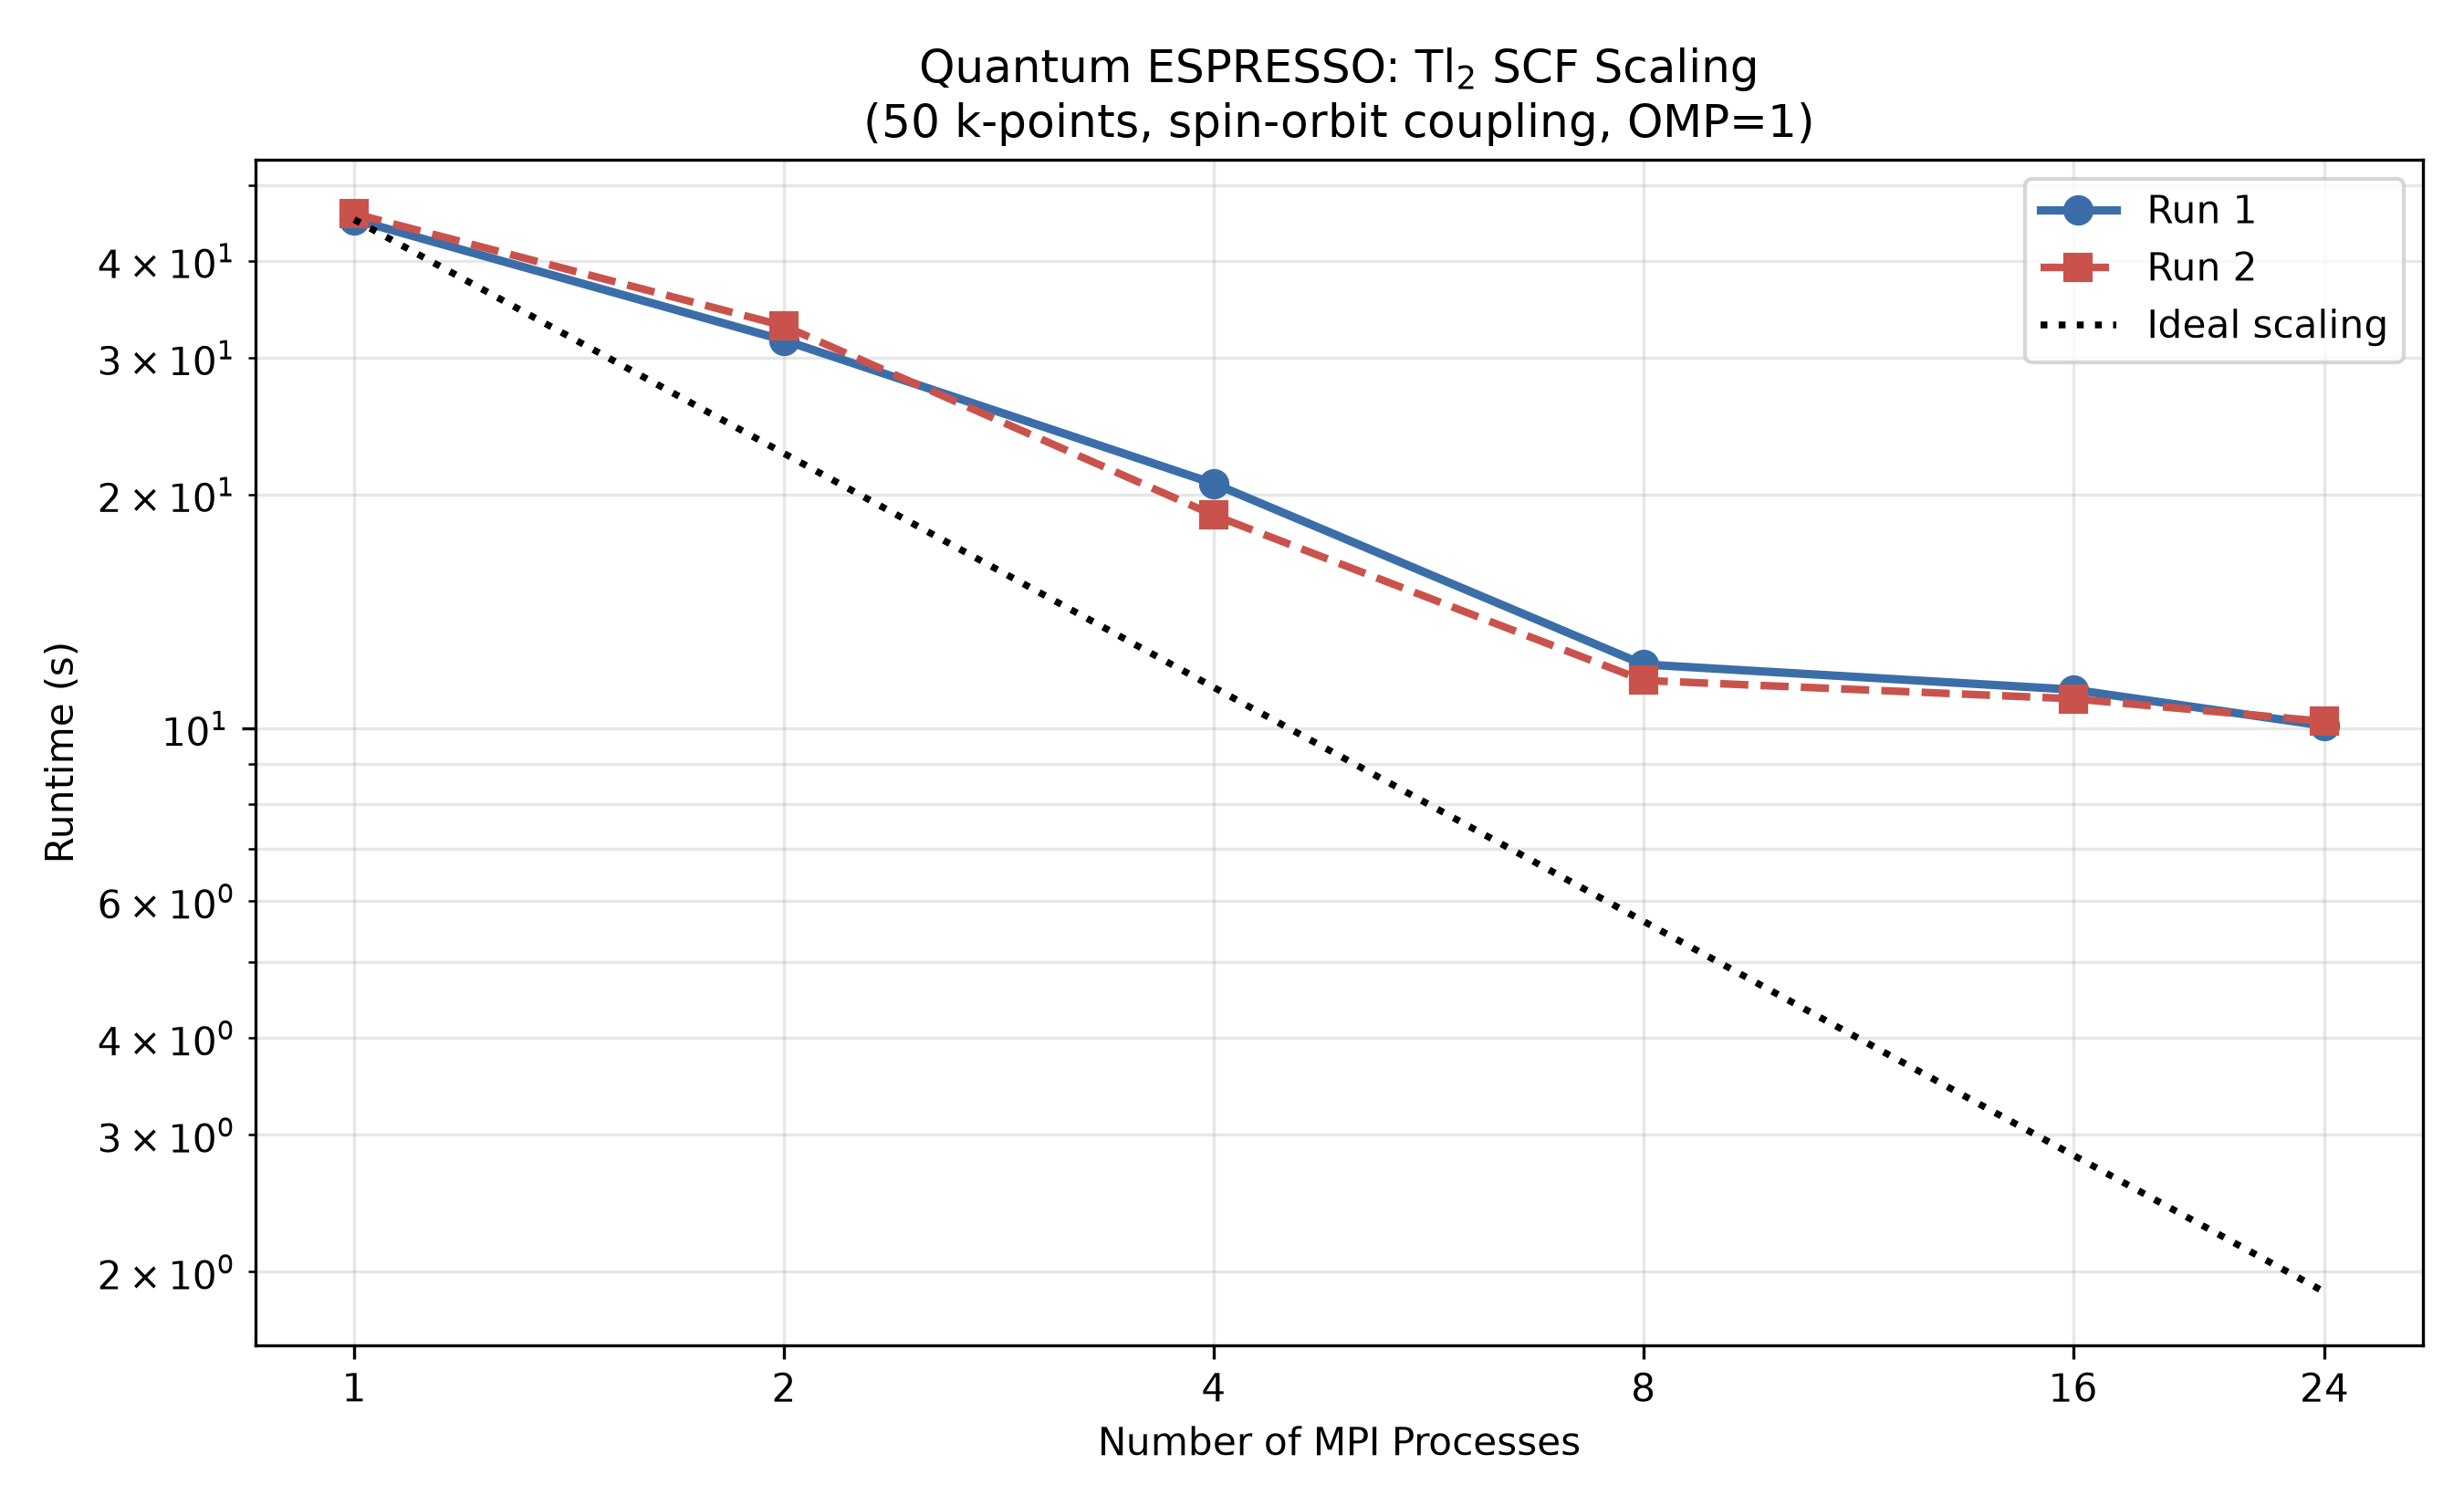 Quantum ESPRESSO: Tl₂ SCF Scaling
(50 k-points, spin-orbit coupling, OMP=1)
Run 1
Run 2
Ideal scaling
Runtime (s)
4 × 10¹
3 × 10¹
2 × 10¹
10¹
6 × 10⁰
4 × 10⁰
3 × 10⁰
2 × 10⁰
1 2 4 8 16 24
Number of MPI Processes